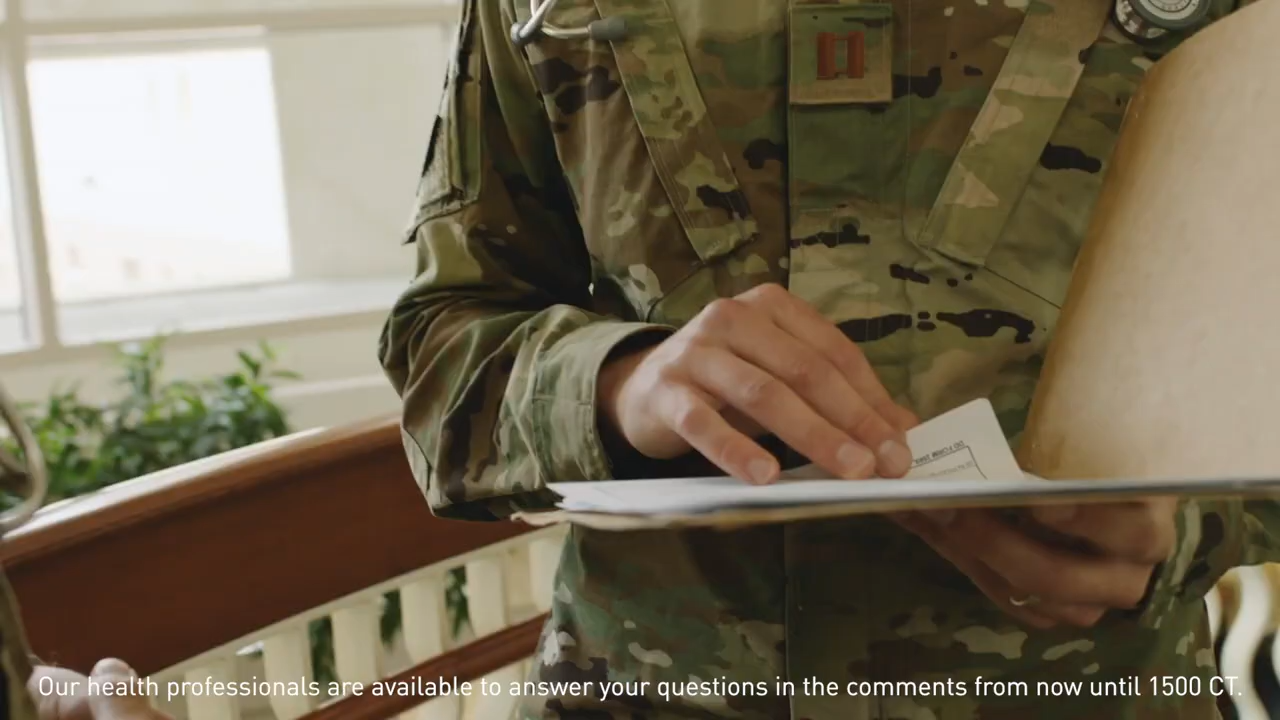 Our health professionals are available to answer your questions in the comments from now until 1500 CT.